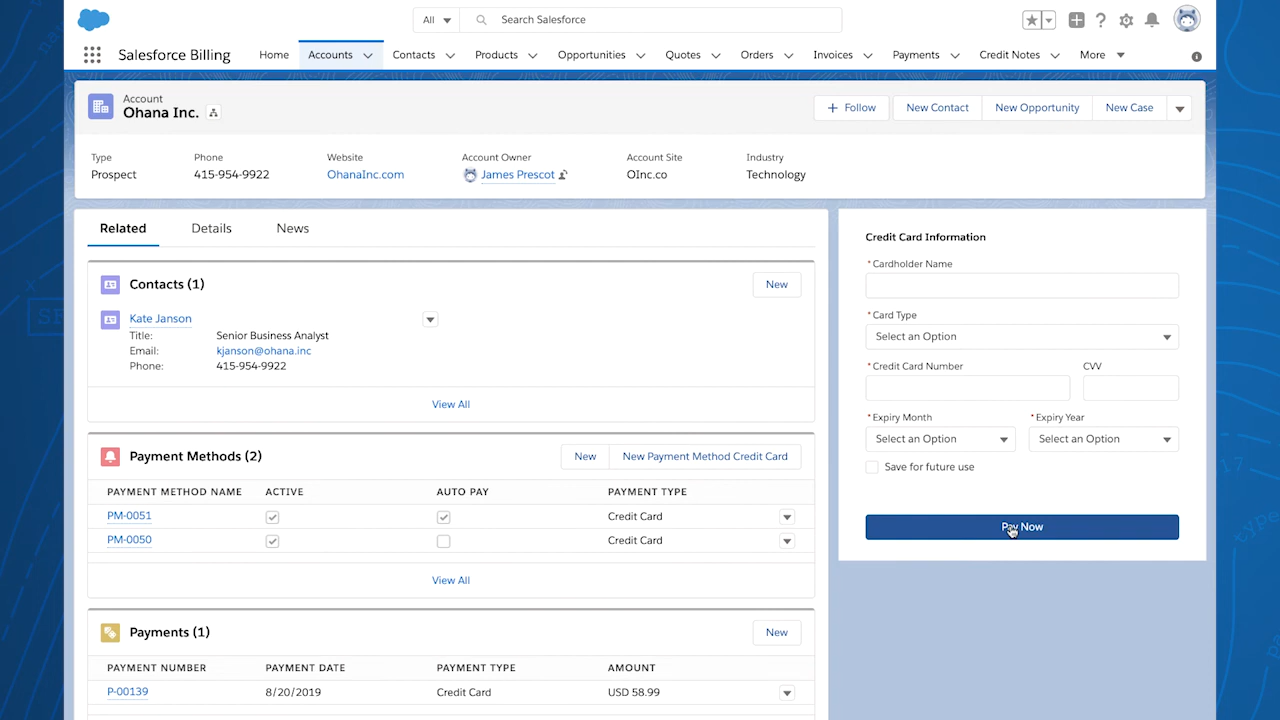 All
Search Salesforce
Salesforce Billing
Home
Accounts
Contacts
Products
Opportunities
Quotes
Orders
Invoices
Payments
Credit Notes
More
Account
Ohana Inc.
Follow
New Contact
New Opportunity
New Case
Type
Prospect
Phone
415-954-9922
Website
OhanaInc.com
Account Owner
James Prescot
Account Site
OInc.co
Industry
Technology
Related
Details
News
Contacts (1)
New
Kate Janson
Title: Senior Business Analyst
Email: kjanson@ohana.inc
Phone: 415-954-9922
View All
Payment Methods (2)
New
New Payment Method Credit Card
PAYMENT METHOD NAME ACTIVE AUTO PAY PAYMENT TYPE
PM-0051 Credit Card
PM-0050 Credit Card
View All
Payments (1)
New
PAYMENT NUMBER PAYMENT DATE PAYMENT TYPE AMOUNT
P-00139 8/20/2019 Credit Card USD 58.99
Credit Card Information
* Cardholder Name
* Card Type
Select an Option
* Credit Card Number
CVV
* Expiry Month
Select an Option
* Expiry Year
Select an Option
Save for future use
Pay Now